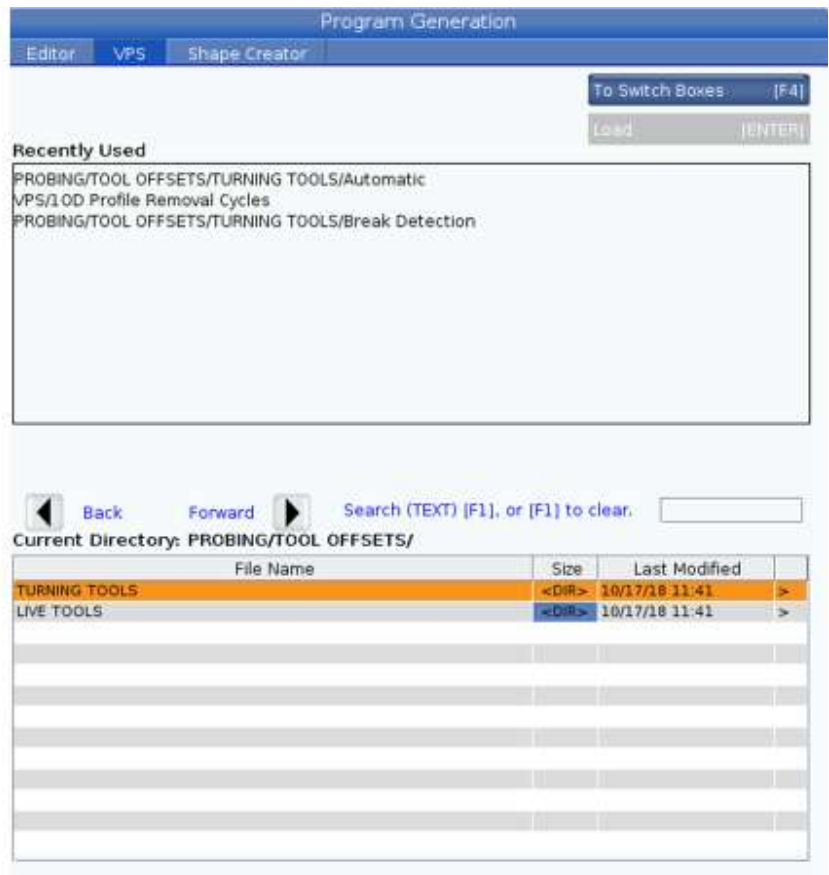 Program Generation
Editor VPS Shape Creator
To Switch Boxes [F4]
Load [ENTER]
Recently Used
PROBING/TOOL OFFSETS/TURNING TOOLS/Automatic
VPS/1OD Profile Removal Cycles
PROBING/TOOL OFFSETS/TURNING TOOLS/Break Detection
Back Forward Search (TEXT) [F1], or [F1] to clear.
Current Directory: PROBING/TOOL OFFSETS/
File Name Size Last Modified
TURNING TOOLS <DIR> 10/17/18 11:41 >
LIVE TOOLS <DIR> 10/17/18 11:41 >